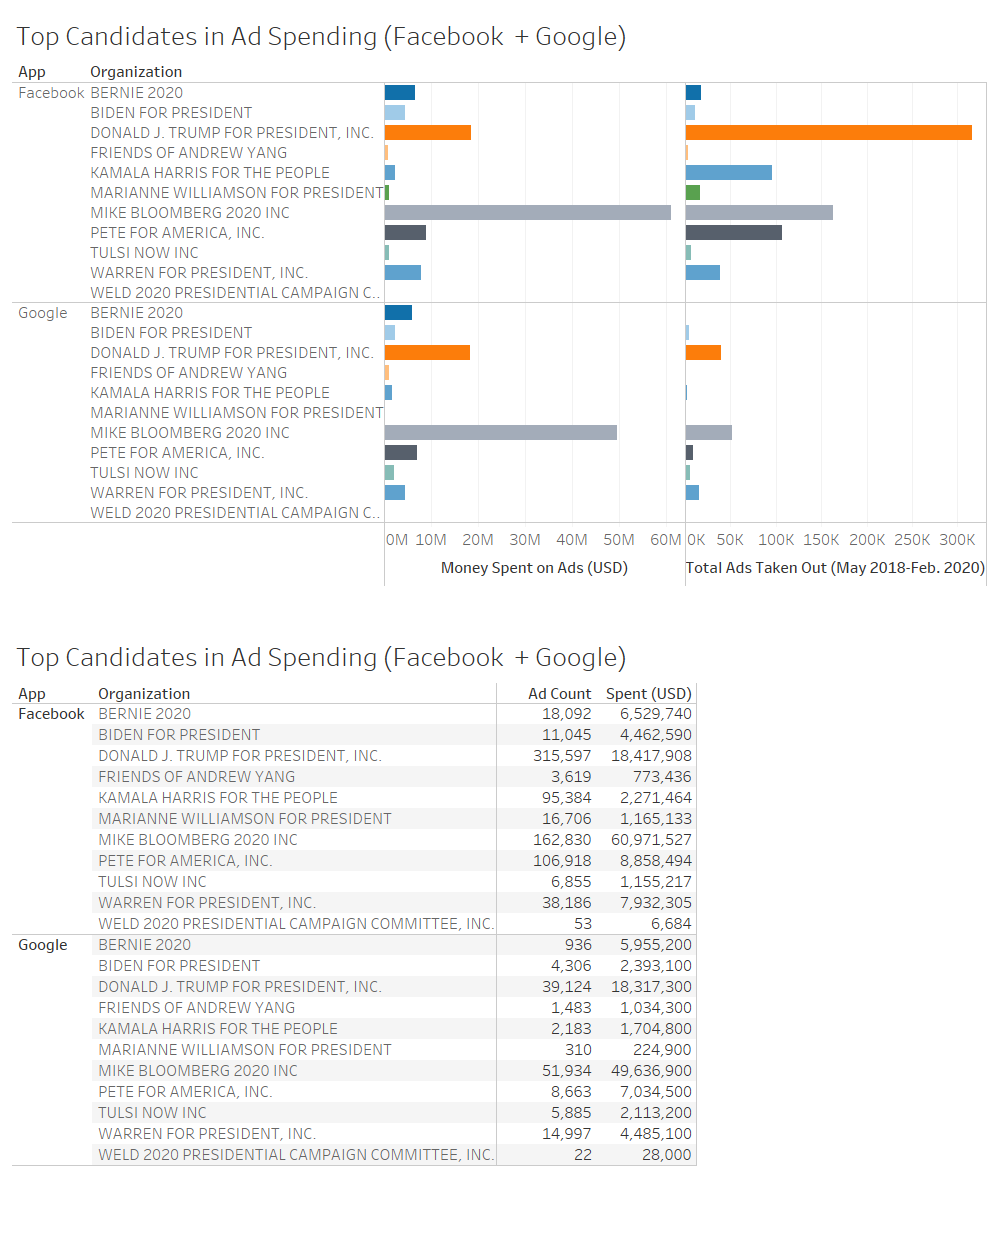 Top Candidates in Ad Spending (Facebook + Google)
App Organization
Facebook BERNIE 2020
BIDEN FOR PRESIDENT
DONALD J. TRUMP FOR PRESIDENT, INC.
FRIENDS OF ANDREW YANG
KAMALA HARRIS FOR THE PEOPLE
MARIANNE WILLIAMSON FOR PRESIDENT
MIKE BLOOMBERG 2020 INC
PETE FOR AMERICA, INC.
TULSI NOW INC
WARREN FOR PRESIDENT, INC.
WELD 2020 PRESIDENTIAL CAMPAIGN C..
Google BERNIE 2020
BIDEN FOR PRESIDENT
DONALD J. TRUMP FOR PRESIDENT, INC.
FRIENDS OF ANDREW YANG
KAMALA HARRIS FOR THE PEOPLE
MARIANNE WILLIAMSON FOR PRESIDENT
MIKE BLOOMBERG 2020 INC
PETE FOR AMERICA, INC.
TULSI NOW INC
WARREN FOR PRESIDENT, INC.
WELD 2020 PRESIDENTIAL CAMPAIGN C..
0M 10M 20M 30M 40M 50M 60M 0K 50K 100K 150K 200K 250K 300K
Money Spent on Ads (USD) Total Ads Taken Out (May 2018-Feb. 2020)
Top Candidates in Ad Spending (Facebook + Google)
App Organization Ad Count Spent (USD)
Facebook BERNIE 2020 18,092 6,529,740
BIDEN FOR PRESIDENT 11,045 4,462,590
DONALD J. TRUMP FOR PRESIDENT, INC. 315,597 18,417,908
FRIENDS OF ANDREW YANG 3,619 773,436
KAMALA HARRIS FOR THE PEOPLE 95,384 2,271,464
MARIANNE WILLIAMSON FOR PRESIDENT 16,706 1,165,133
MIKE BLOOMBERG 2020 INC 162,830 60,971,527
PETE FOR AMERICA, INC. 106,918 8,858,494
TULSI NOW INC 6,855 1,155,217
WARREN FOR PRESIDENT, INC. 38,186 7,932,305
WELD 2020 PRESIDENTIAL CAMPAIGN COMMITTEE, INC. 53 6,684
Google BERNIE 2020 936 5,955,200
BIDEN FOR PRESIDENT 4,306 2,393,100
DONALD J. TRUMP FOR PRESIDENT, INC. 39,124 18,317,300
FRIENDS OF ANDREW YANG 1,483 1,034,300
KAMALA HARRIS FOR THE PEOPLE 2,183 1,704,800
MARIANNE WILLIAMSON FOR PRESIDENT 310 224,900
MIKE BLOOMBERG 2020 INC 51,934 49,636,900
PETE FOR AMERICA, INC. 8,663 7,034,500
TULSI NOW INC 5,885 2,113,200
WARREN FOR PRESIDENT, INC. 14,997 4,485,100
WELD 2020 PRESIDENTIAL CAMPAIGN COMMITTEE, INC. 22 28,000